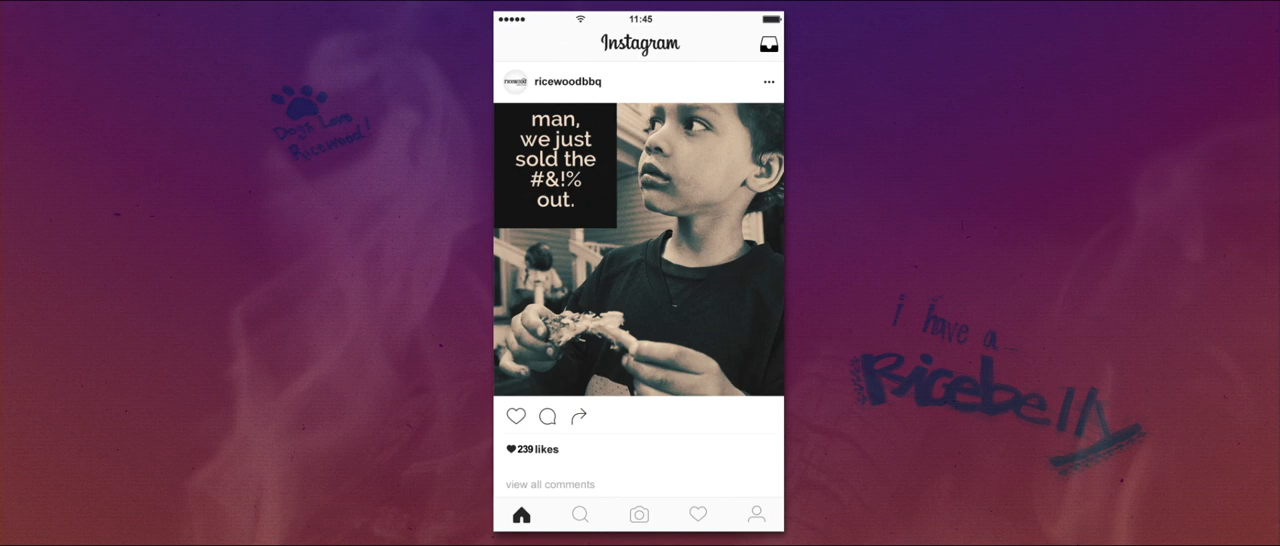 11:45
Instagram
ricewoodbbq
man,
we just
sold the
#&!%
out.
239 likes
view all comments
Dogs Love
Ricewood!
i have a
Ricebelly